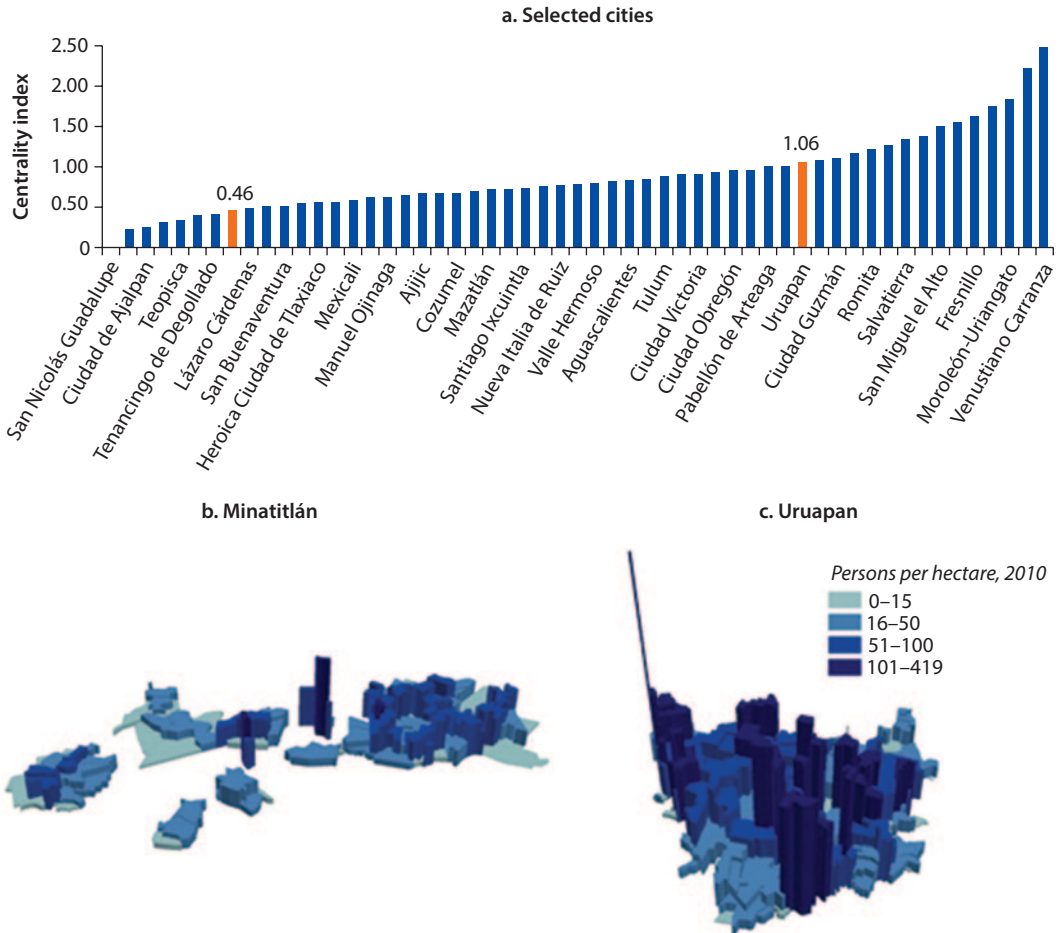 a. Selected cities
Centrality index
2.50
2.00
1.50
1.00
0.50
0
0.46
1.06
San Nicolás Guadalupe
Ciudad de Ajalpan
Teopisca
Tenancingo de Degollado
Lázaro Cárdenas
San Buenaventura
Heroica Ciudad de Tlaxiaco
Mexicali
Manuel Ojinaga
Ajijic
Cozumel
Mazatlán
Santiago Ixcuintla
Nueva Italia de Ruiz
Valle Hermoso
Aguascalientes
Tulum
Ciudad Victoria
Ciudad Obregón
Pabellón de Arteaga
Uruapan
Ciudad Guzmán
Romita
Salvatierra
San Miguel el Alto
Fresnillo
Moroleón-Uriangato
Venustiano Carranza
b. Minatitlán
c. Uruapan
Persons per hectare, 2010
0–15
16–50
51–100
101–419